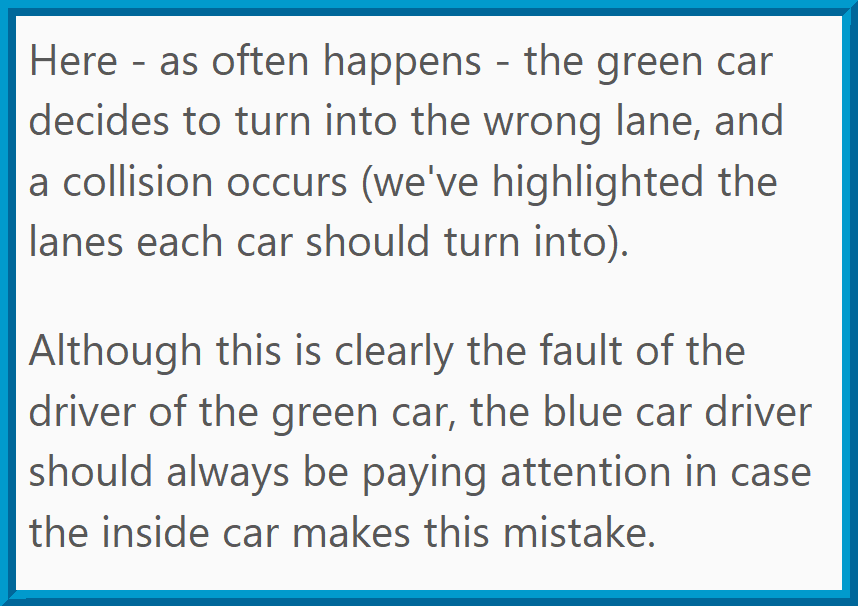 Here - as often happens - the green car
decides to turn into the wrong lane, and
a collision occurs (we've highlighted the
lanes each car should turn into).
Although this is clearly the fault of the
driver of the green car, the blue car driver
should always be paying attention in case
the inside car makes this mistake.